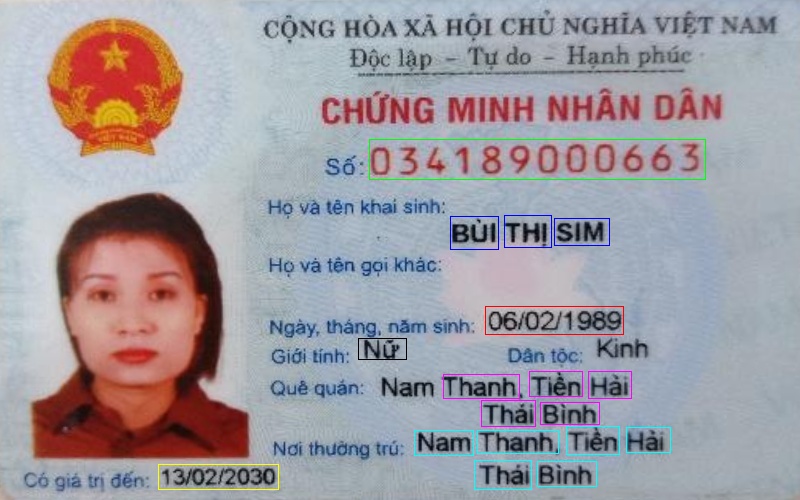 CỘNG HÒA XÃ HỘI CHỦ NGHĨA VIỆT NAM
Độc lập - Tự do - Hạnh phúc
CHỨNG MINH NHÂN DÂN
Số: 034189000663
Họ và tên khai sinh:
BÙI THỊ SIM
Họ và tên gọi khác:
Ngày, tháng, năm sinh: 06/02/1989
Giới tính: Nữ Dân tộc: Kinh
Quê quán: Nam Thanh, Tiền Hải
Thái Bình
Nơi thường trú: Nam Thanh, Tiền Hải
Thái Bình
Có giá trị đến: 13/02/2030
VIỆT NAM